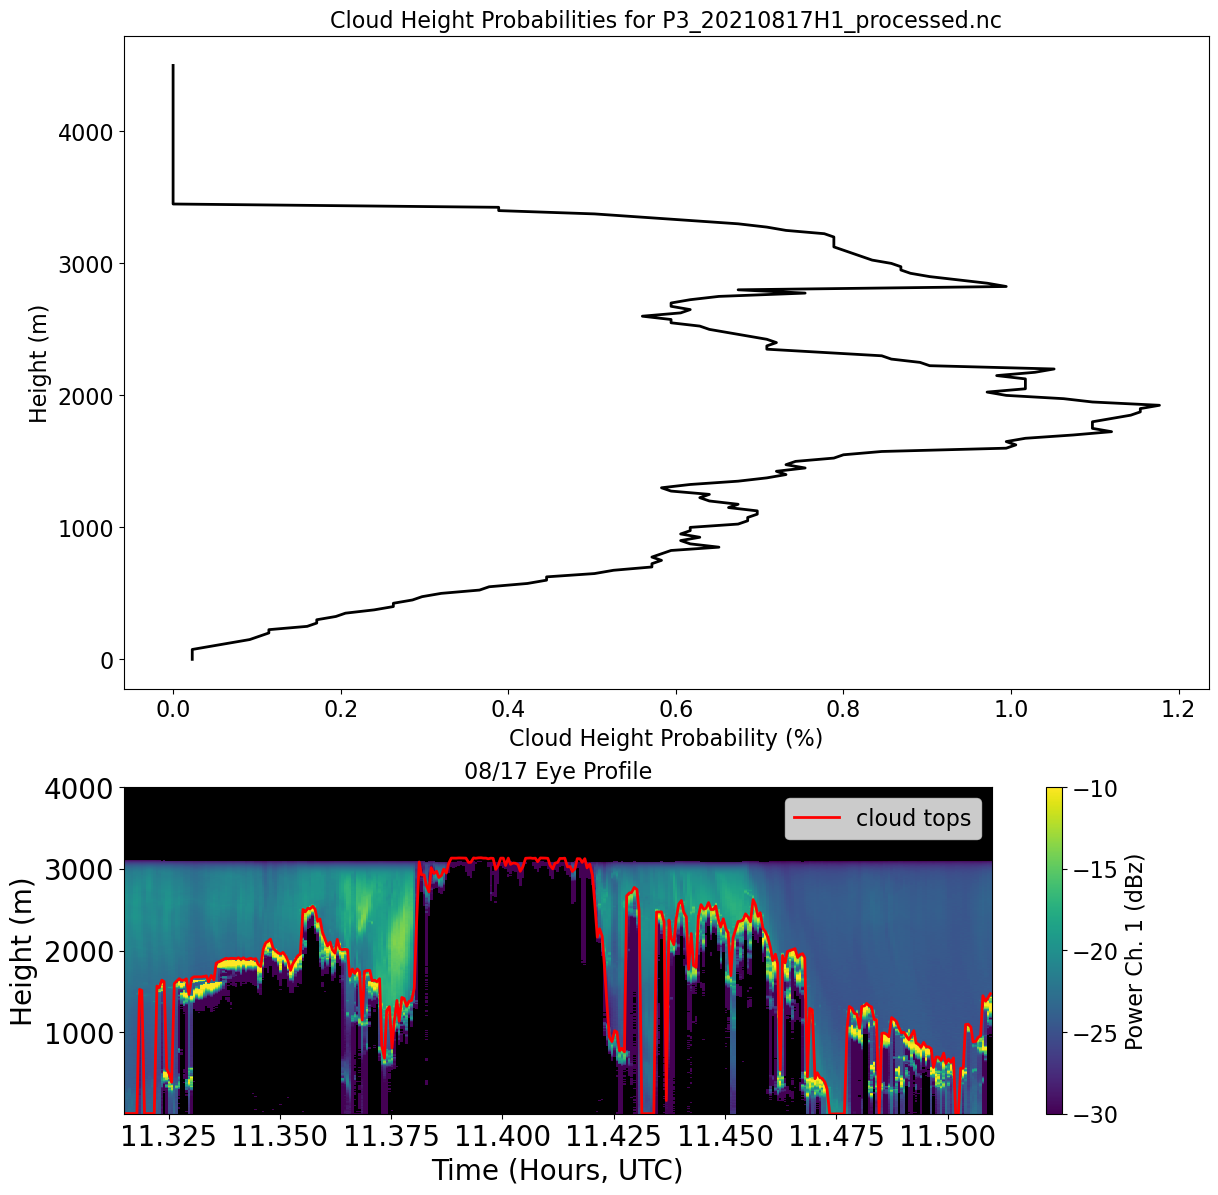 Cloud Height Probabilities for P3_20210817H1_processed.nc
4000
3000
2000
1000
0
Height (m)
0.0 0.2 0.4 0.6 0.8 1.0 1.2
Cloud Height Probability (%)
08/17 Eye Profile
4000
3000
2000
1000
Height (m)
cloud tops
11.325 11.350 11.375 11.400 11.425 11.450 11.475 11.500
Time (Hours, UTC)
−10
−15
−20
−25
−30
Power Ch. 1 (dBz)